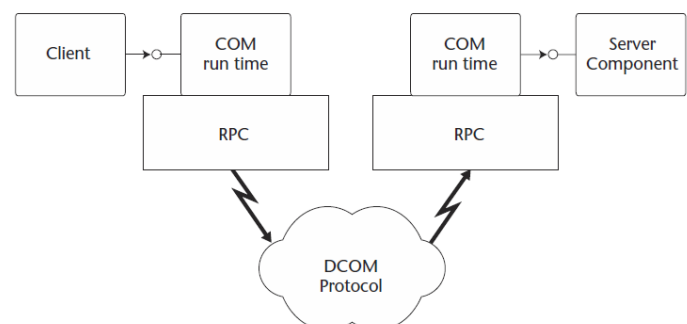 Client
COM
run time
COM
run time
Server
Component
RPC
RPC
DCOM
Protocol